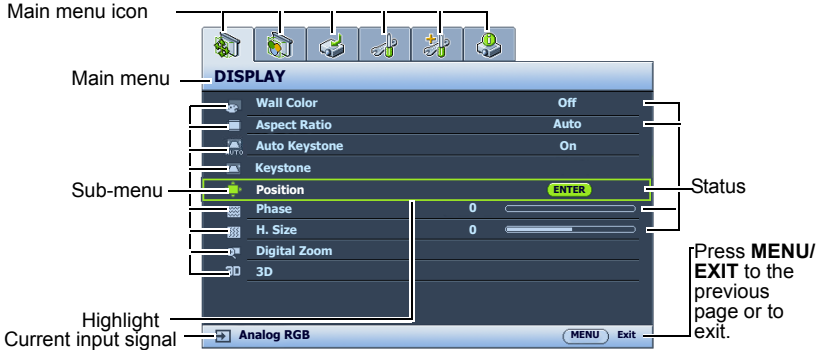 Main menu icon
Main menu
DISPLAY
Wall Color Off
Aspect Ratio Auto
AUTO Auto Keystone On
Keystone
Sub-menu
Position ENTER
Status
Phase 0
H. Size 0
Digital Zoom
3D 3D
Press MENU/
EXIT to the
previous
page or to
exit.
Highlight
Current input signal
Analog RGB MENU Exit